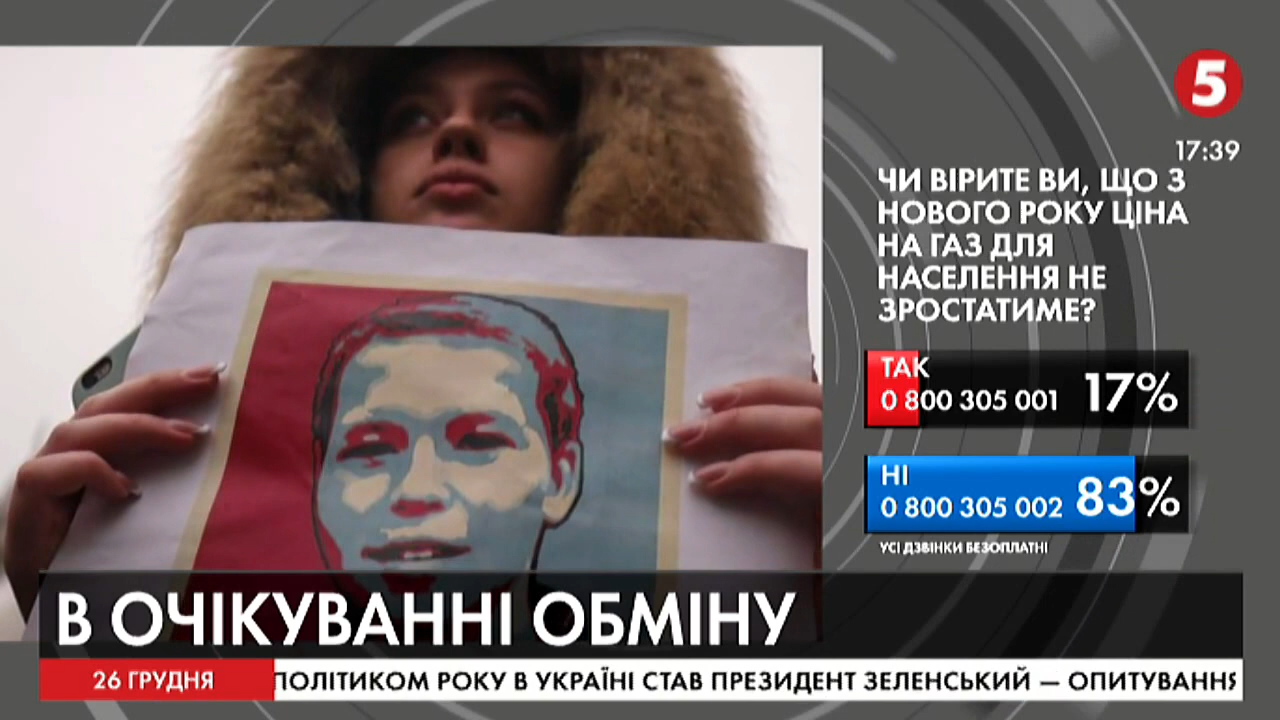 5
17:39
ЧИ ВІРИТЕ ВИ, ЩО З
НОВОГО РОКУ ЦІНА
НА ГАЗ ДЛЯ
НАСЕЛЕННЯ НЕ
ЗРОСТАТИМЕ?
ТАК
0 800 305 001 17%
НІ
0 800 305 002 83%
УСІ ДЗВІНКИ БЕЗОПЛАТНІ
В ОЧІКУВАННІ ОБМІНУ
26 ГРУДНЯ ПОЛІТИКОМ РОКУ В УКРАЇНІ СТАВ ПРЕЗИДЕНТ ЗЕЛЕНСЬКИЙ — ОПИТУВАННЯ